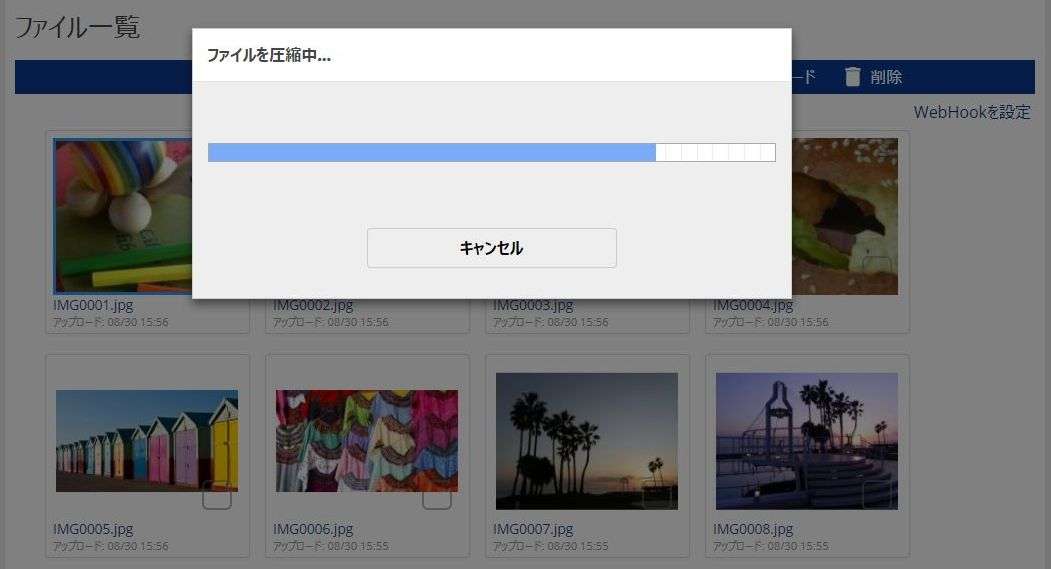 ファイル一覧
ファイルを圧縮中...
ード
削除
WebHookを設定
キャンセル
IMG0001.jpg
アップロード: 08/30 15:56
IMG0002.jpg
アップロード: 08/30 15:56
IMG0003.jpg
アップロード: 08/30 15:56
IMG0004.jpg
アップロード: 08/30 15:56
IMG0005.jpg
アップロード: 08/30 15:56
IMG0006.jpg
アップロード: 08/30 15:55
IMG0007.jpg
アップロード: 08/30 15:55
IMG0008.jpg
アップロード: 08/30 15:55